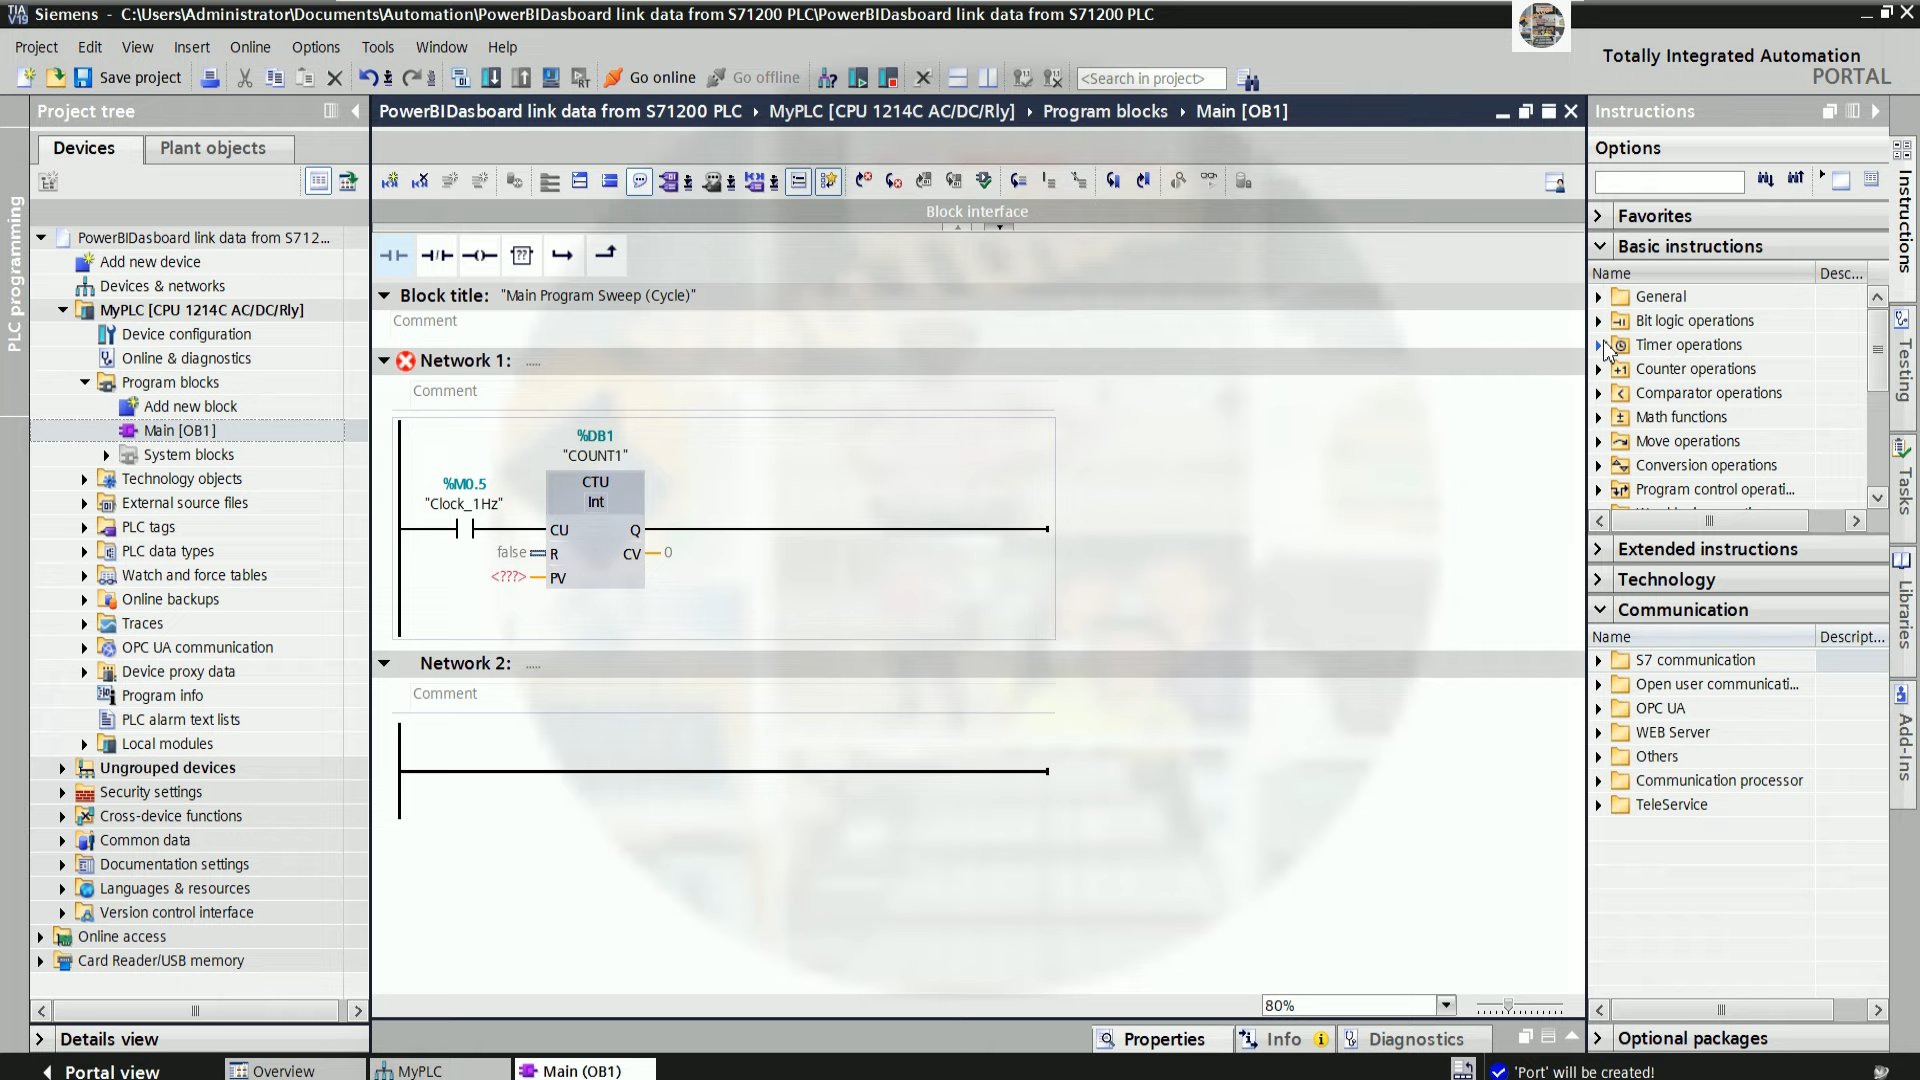 TIA
V19
Siemens - C:\Users\Administrator\Documents\Automation\PowerBIDasboard link data from S71200 PLC\PowerBIDasboard link data from S71200 PLC
Project Edit View Insert Online Options Tools Window Help
Totally Integrated Automation
PORTAL
Save project
Go online
Go offline
<Search in project>
Project tree
PowerBIDasboard link data from S71200 PLC › MyPLC [CPU 1214C AC/DC/Rly] › Program blocks › Main [OB1]
Instructions
Devices
Plant objects
Options
PLC programming
Block interface
PowerBIDasboard link data from S712...
Add new device
Devices & networks
MyPLC [CPU 1214C AC/DC/Rly]
Device configuration
Online & diagnostics
Program blocks
Add new block
Main [OB1]
System blocks
Technology objects
External source files
PLC tags
PLC data types
Watch and force tables
Online backups
Traces
OPC UA communication
Device proxy data
Program info
PLC alarm text lists
Local modules
Ungrouped devices
Security settings
Cross-device functions
Common data
Documentation settings
Languages & resources
Version control interface
Online access
Card Reader/USB memory
Details view
??
Block title: "Main Program Sweep (Cycle)"
Comment
Network 1: .....
Comment
%DB1
"COUNT1"
CTU
Int
%M0.5
"Clock_1Hz"
CU Q
false R CV 0
<???> PV
Network 2: .....
Comment
80%
Properties
Info
Diagnostics
Favorites
Basic instructions
Name Desc...
General
Bit logic operations
Timer operations
Counter operations
Comparator operations
Math functions
Move operations
Conversion operations
Program control operati...
Extended instructions
Technology
Communication
Name Descript...
S7 communication
Open user communicati...
OPC UA
WEB Server
Others
Communication processor
TeleService
Optional packages
Instructions
Testing
Tasks
Libraries
Add-Ins
Portal view
Overview
MyPLC
Main (OB1)
'Port' will be created!